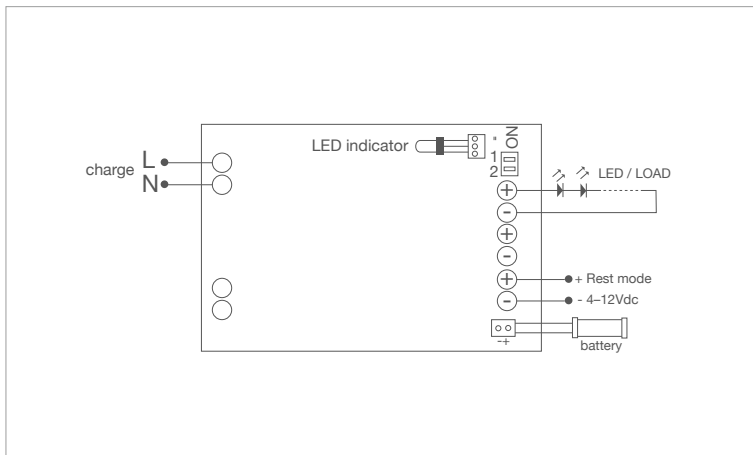 charge L
N
LED indicator
*
ON
1
2
+
-
LED / LOAD
+
-
+
-
+ Rest mode
- 4–12Vdc
-+
battery